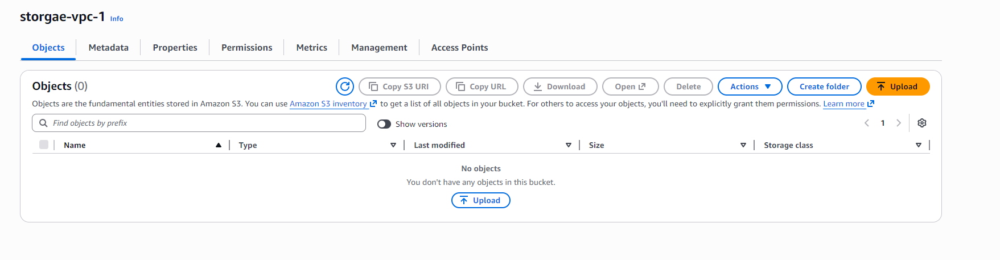 storgae-vpc-1 Info
Objects Metadata Properties Permissions Metrics Management Access Points
Objects (0) Copy S3 URI Copy URL Download Open Delete Actions Create folder Upload
Objects are the fundamental entities stored in Amazon S3. You can use Amazon S3 inventory to get a list of all objects in your bucket. For others to access your objects, you'll need to explicitly grant them permissions. Learn more
Find objects by prefix Show versions 1
Name Type Last modified Size Storage class
No objects
You don't have any objects in this bucket.
Upload